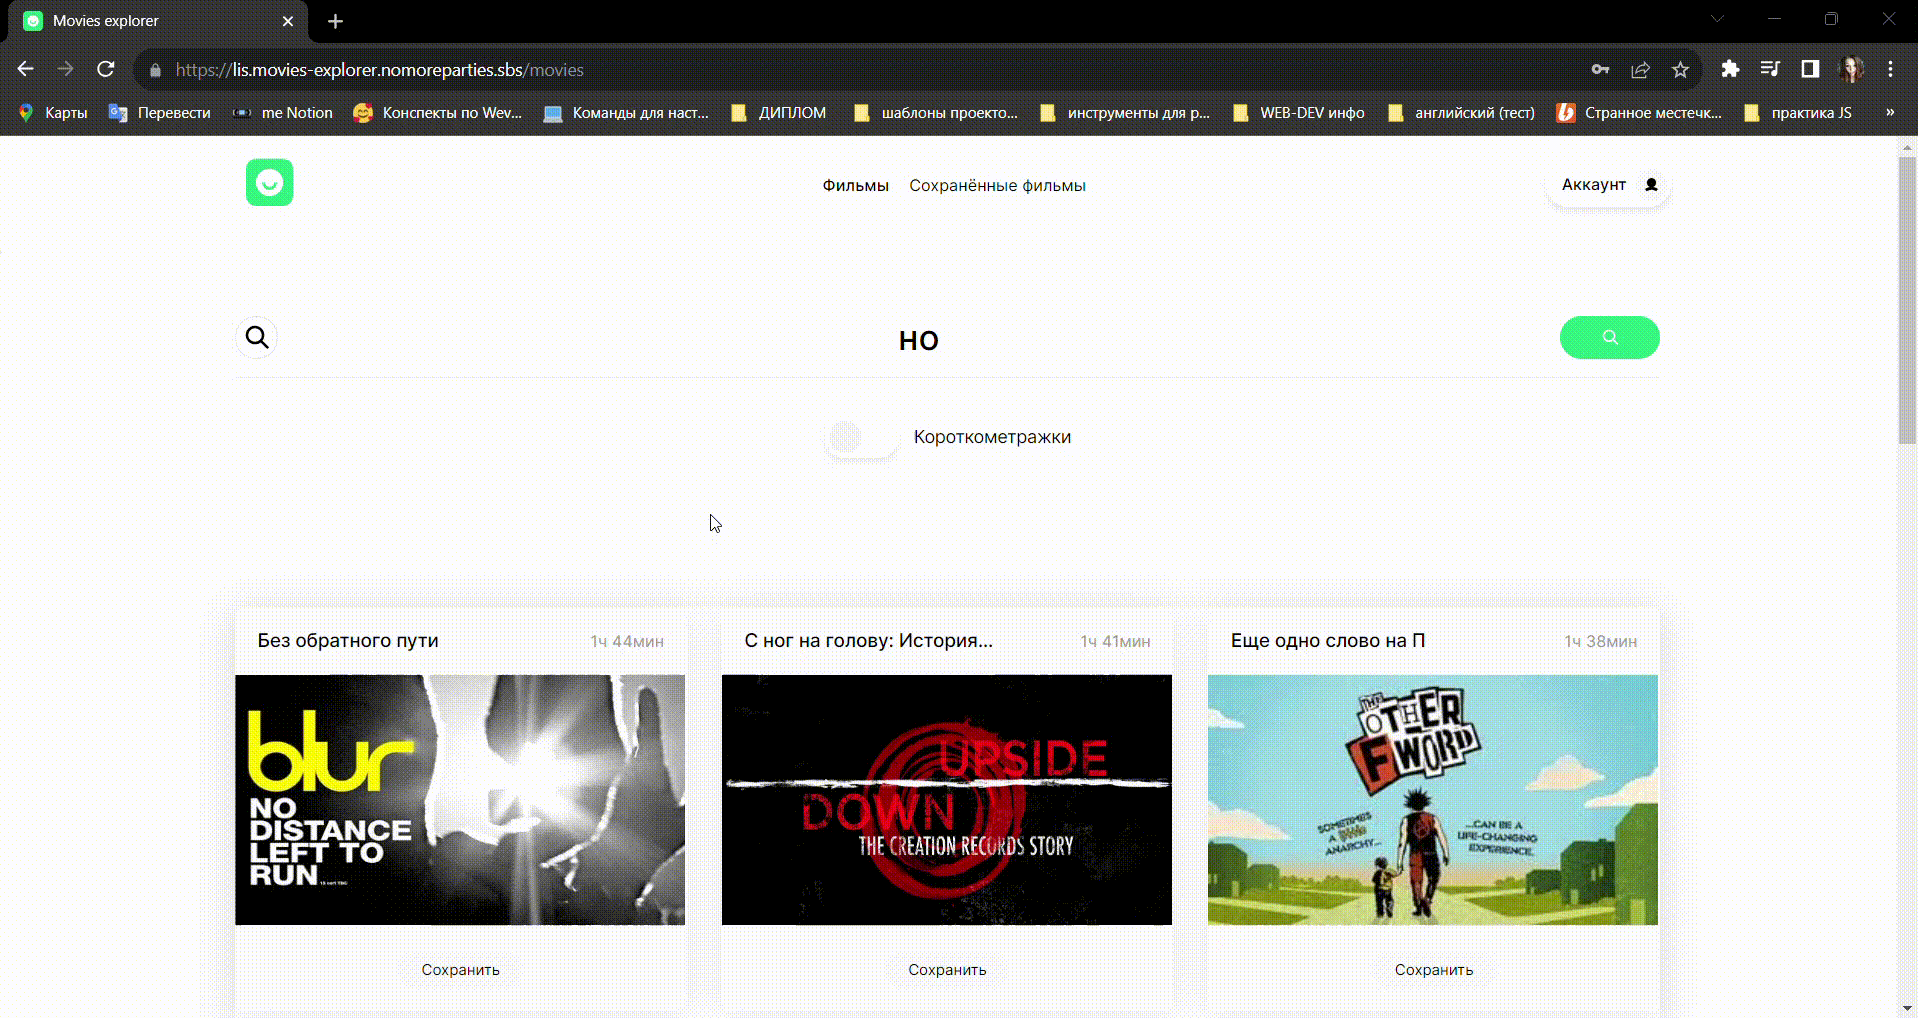 Movies explorer
https://lis.movies-explorer.nomoreparties.sbs/movies
Карты Перевести me Notion Конспекты по Wev... Команды для наст... ДИПЛОМ шаблоны проекто... инструменты для р... WEB-DEV инфо английский (тест) Странное местечк... практика JS »
Фильмы Сохранённые фильмы Аккаунт
но
Короткометражки
Без обратного пути 1ч 44мин
С ног на голову: История... 1ч 41мин
Еще одно слово на П 1ч 38мин
blur
NO
DISTANCE
LEFT TO
RUN
UPSIDE
DOWN
THE CREATION RECORDS STORY
THE
OTHER
F WORD
SOMETIMES
A little
ANARCHY...
...CAN BE A
LIFE-CHANGING
EXPERIENCE.
Сохранить Сохранить Сохранить